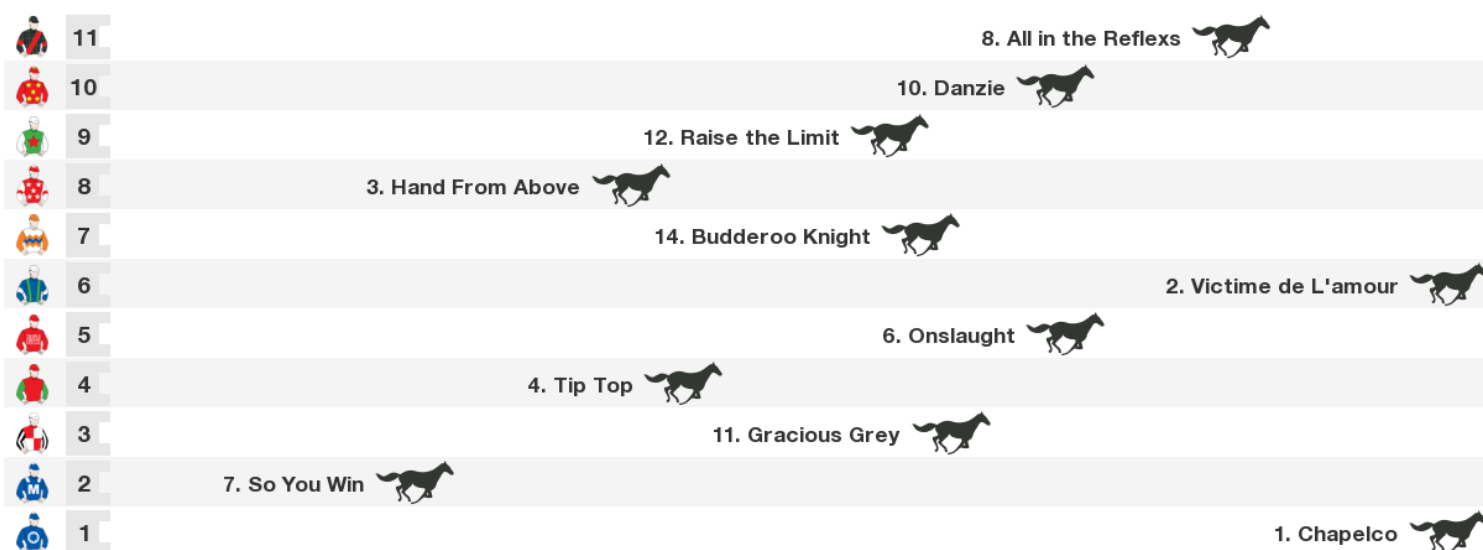 11 8. All in the Reflexs
10 10. Danzie
9 12. Raise the Limit
8 3. Hand From Above
7 14. Budderoo Knight
6 2. Victime de L'amour
5 6. Onslaught
4 4. Tip Top
3 11. Gracious Grey
M 2 7. So You Win
1 1. Chapelco